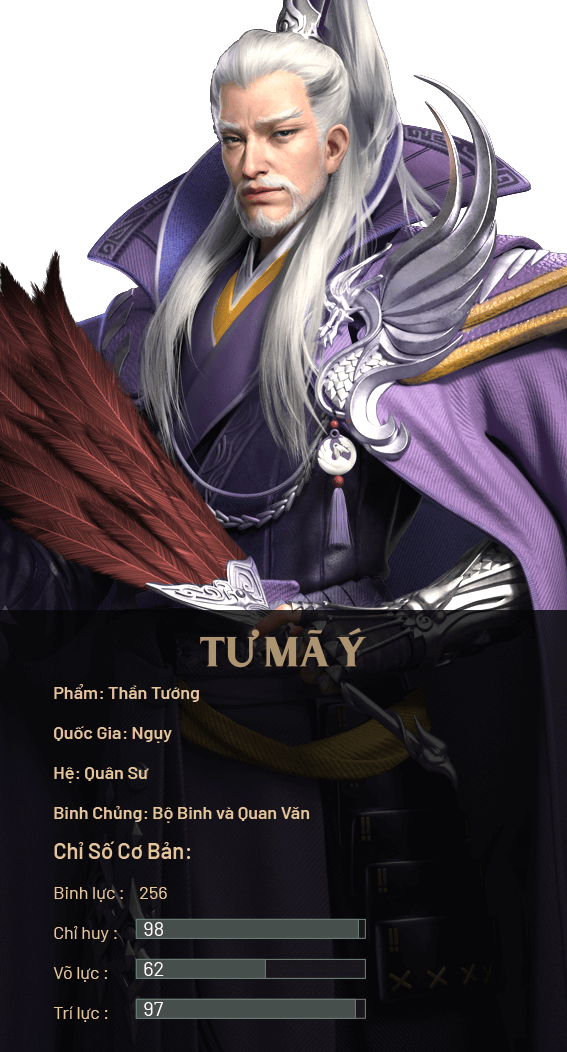 TƯ MÃ Ý
Phẩm: Thần Tướng
Quốc Gia: Ngụy
Hệ: Quân Sư
Binh Chủng: Bộ Binh và Quan Văn
Chỉ Số Cơ Bản:
Binh lực : 256
Chỉ huy : 98
Võ lực : 62
Trí lực : 97